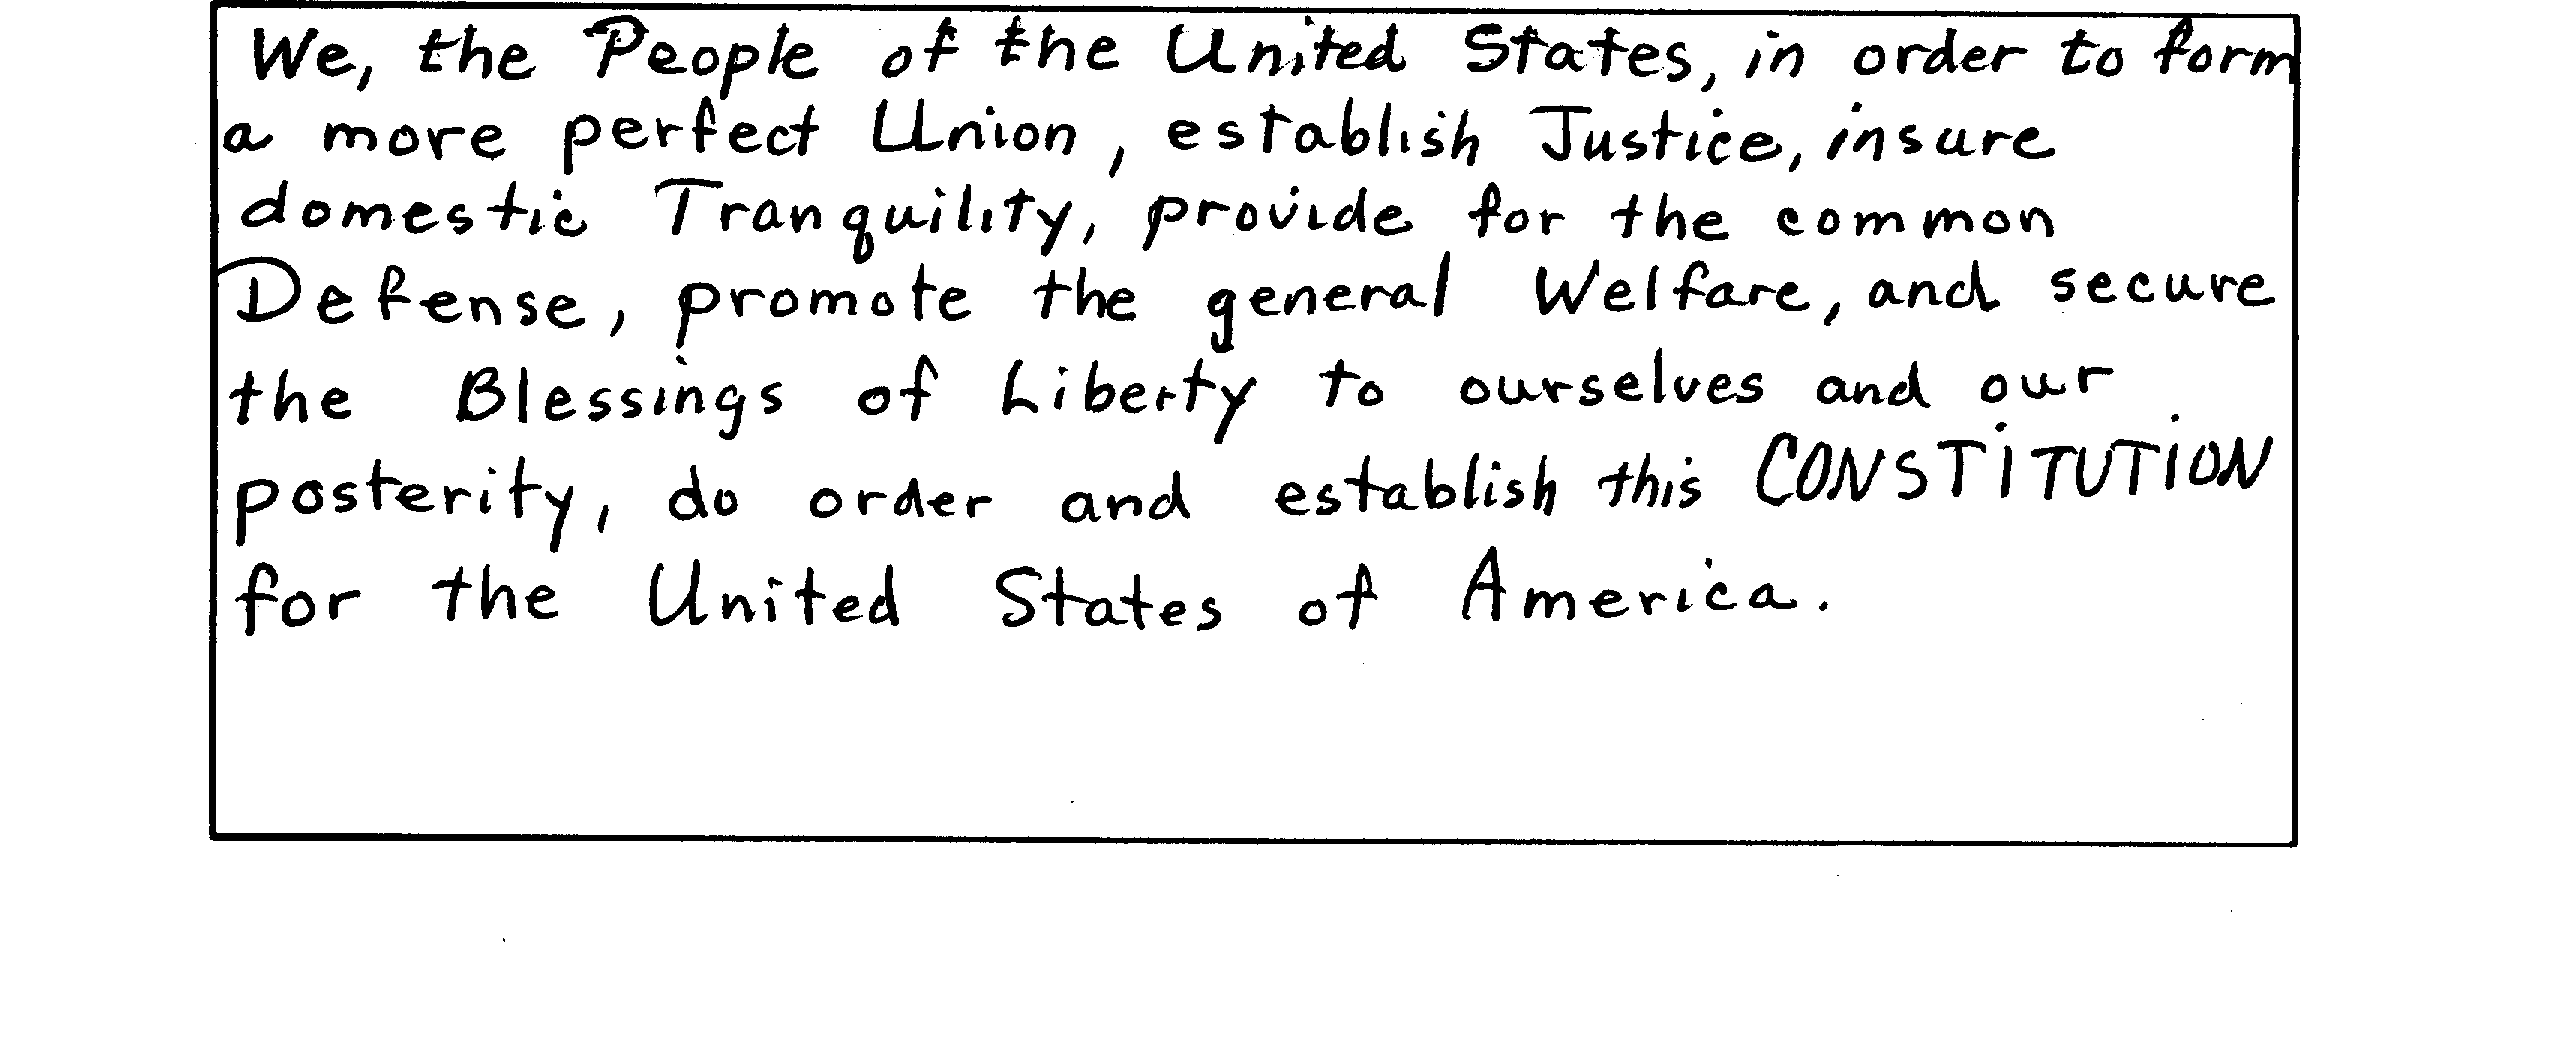 We, the People of the United States, in order to form
a more perfect Union, establish Justice, insure
domestic Tranquility, provide for the common
Defense, promote the general Welfare, and secure
the Blessings of Liberty to ourselves and our
posterity, do order and establish this CONSTITUTION
for the United States of America.